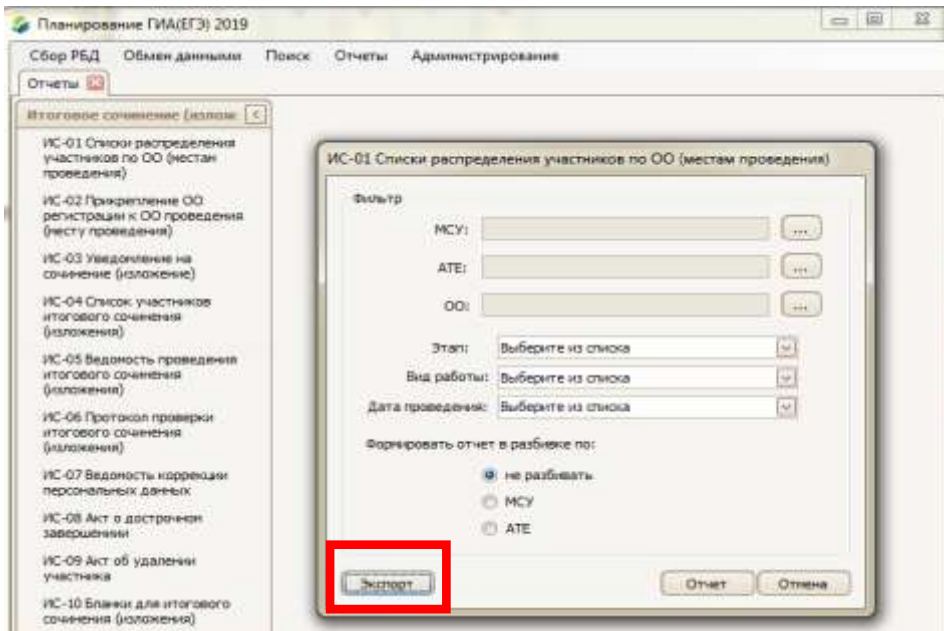 Планирование ГИА(ЕГЭ) 2019
Сбор РБД Обмен данными Поиск Отчеты Администрирование
Отчеты
Итоговое сочинение (излож
ИС-01 Списки распределения
участников по ОО (местам
проведения)
ИС-02 Прикрепление ОО
регистрации к ОО проведения
(месту проведения)
ИС-03 Уведомление на
сочинение (изложение)
ИС-04 Список участников
итогового сочинения
(изложения)
ИС-05 Ведомость проведения
итогового сочинения
(изложения)
ИС-06 Протокол проверки
итогового сочинения
(изложения)
ИС-07 Ведомость коррекции
персональных данных
ИС-08 Акт о досрочном
завершении
ИС-09 Акт об удалении
участника
ИС-10 Бланки для итогового
сочинения (изложения)
ИС-01 Списки распределения участников по ОО (местам проведения)
Фильтр
МСУ: ...
АТЕ: ...
ОО: ...
Этап: Выберите из списка
Вид работы: Выберите из списка
Дата проведения: Выберите из списка
Формировать отчет в разбивке по:
не разбивать
МСУ
АТЕ
Экспорт Отчет Отмена